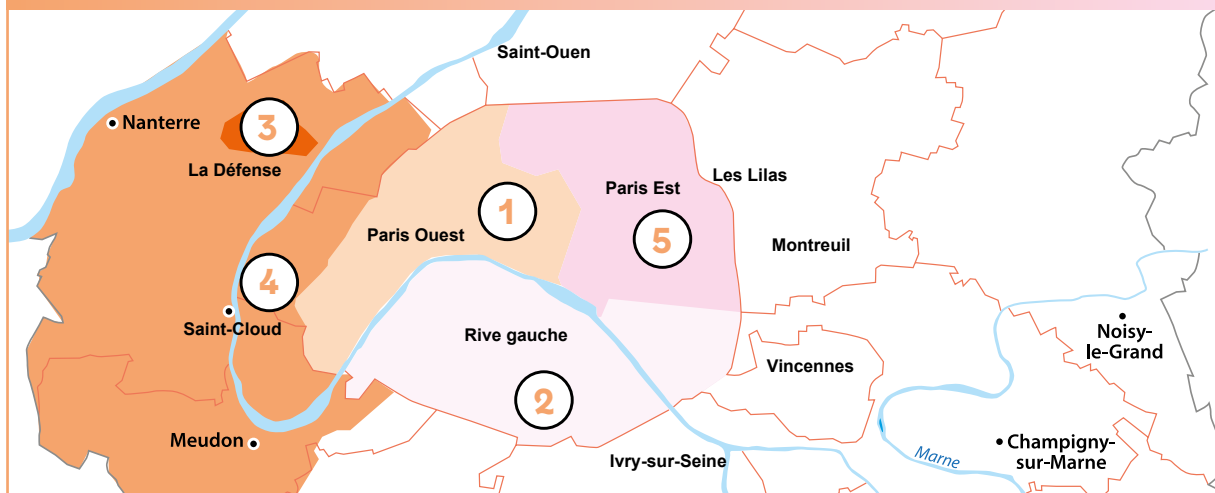 Saint-Ouen
Nanterre
3
La Défense
Les Lilas
Paris Est
1
Paris Ouest
5
Montreuil
4
Saint-Cloud
Rive gauche
Noisy-
le-Grand
Vincennes
2
Meudon
Ivry-sur-Seine
Marne
Champigny-
sur-Marne